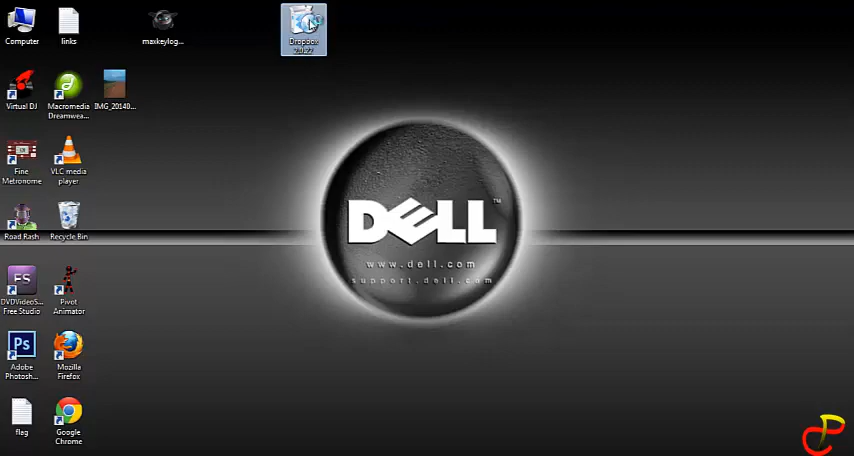 Computer
links
maxkeylog...
Dropbox
Virtual DJ
Macromedia
Dreamwea...
IMG_20140...
DELL
™
www.dell.com
support.dell.com
Fine
Metronome
VLC media
player
Road Rash
Recycle Bin
DVDVideoS...
Free Studio
Pivot
Animator
Ps
Adobe
Photosh...
Mozilla
Firefox
flag
Google
Chrome